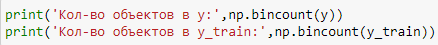 print('Кол-во объектов в y:',np.bincount(y))
print('Кол-во объектов в y_train:',np.bincount(y_train))